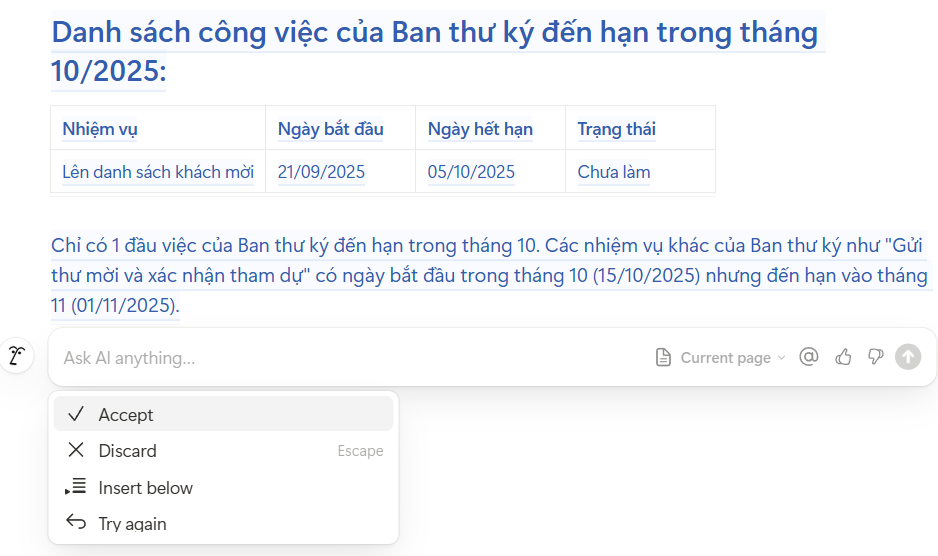 Danh sách công việc của Ban thư ký đến hạn trong tháng
10/2025:
Nhiệm vụ Ngày bắt đầu Ngày hết hạn Trạng thái
Lên danh sách khách mời 21/09/2025 05/10/2025 Chưa làm
Chỉ có 1 đầu việc của Ban thư ký đến hạn trong tháng 10. Các nhiệm vụ khác của Ban thư ký như "Gửi
thư mời và xác nhận tham dự" có ngày bắt đầu trong tháng 10 (15/10/2025) nhưng đến hạn vào tháng
11 (01/11/2025).
Ask AI anything... Current page
Accept
Discard Escape
Insert below
Try again